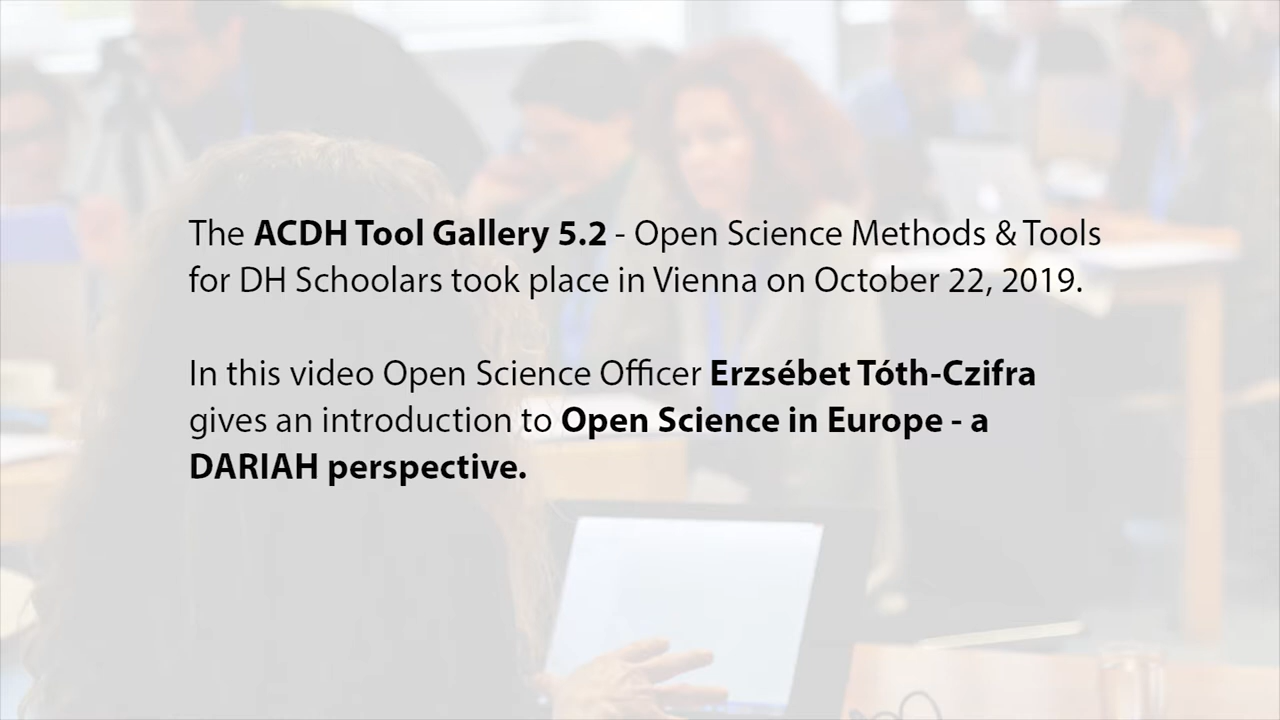 The ACDH Tool Gallery 5.2 - Open Science Methods & Tools
for DH Schoolars took place in Vienna on October 22, 2019.
In this video Open Science Officer Erzsébet Tóth-Czifra
gives an introduction to Open Science in Europe - a
DARIAH perspective.